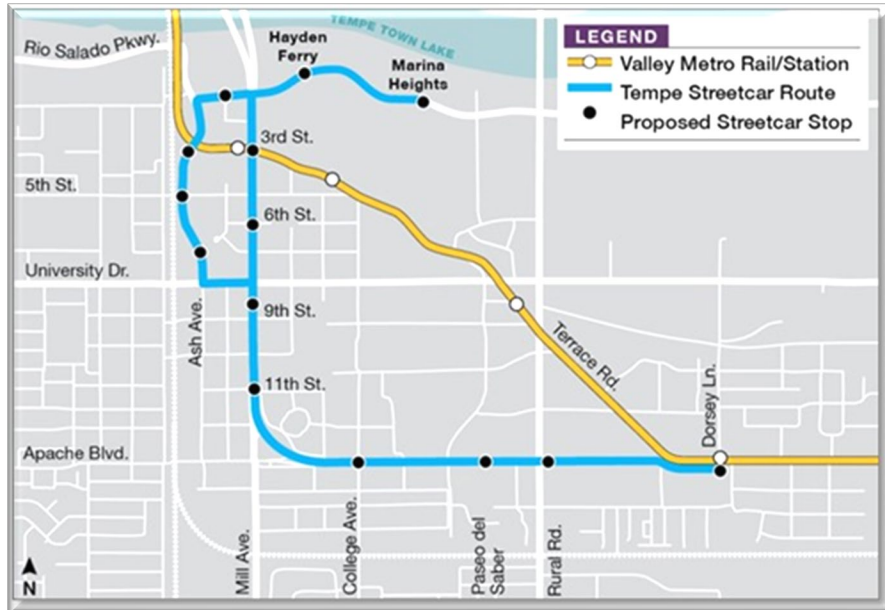 TEMPE TOWN LAKE
Rio Salado Pkwy.
Hayden
Ferry
Marina
Heights
LEGEND
Valley Metro Rail/Station
Tempe Streetcar Route
Proposed Streetcar Stop
3rd St.
5th St.
6th St.
University Dr.
9th St.
Ash Ave.
Terrace Rd.
11th St.
Dorsey Ln.
Apache Blvd.
Mill Ave.
College Ave.
Paseo del
Saber
Rural Rd.
N